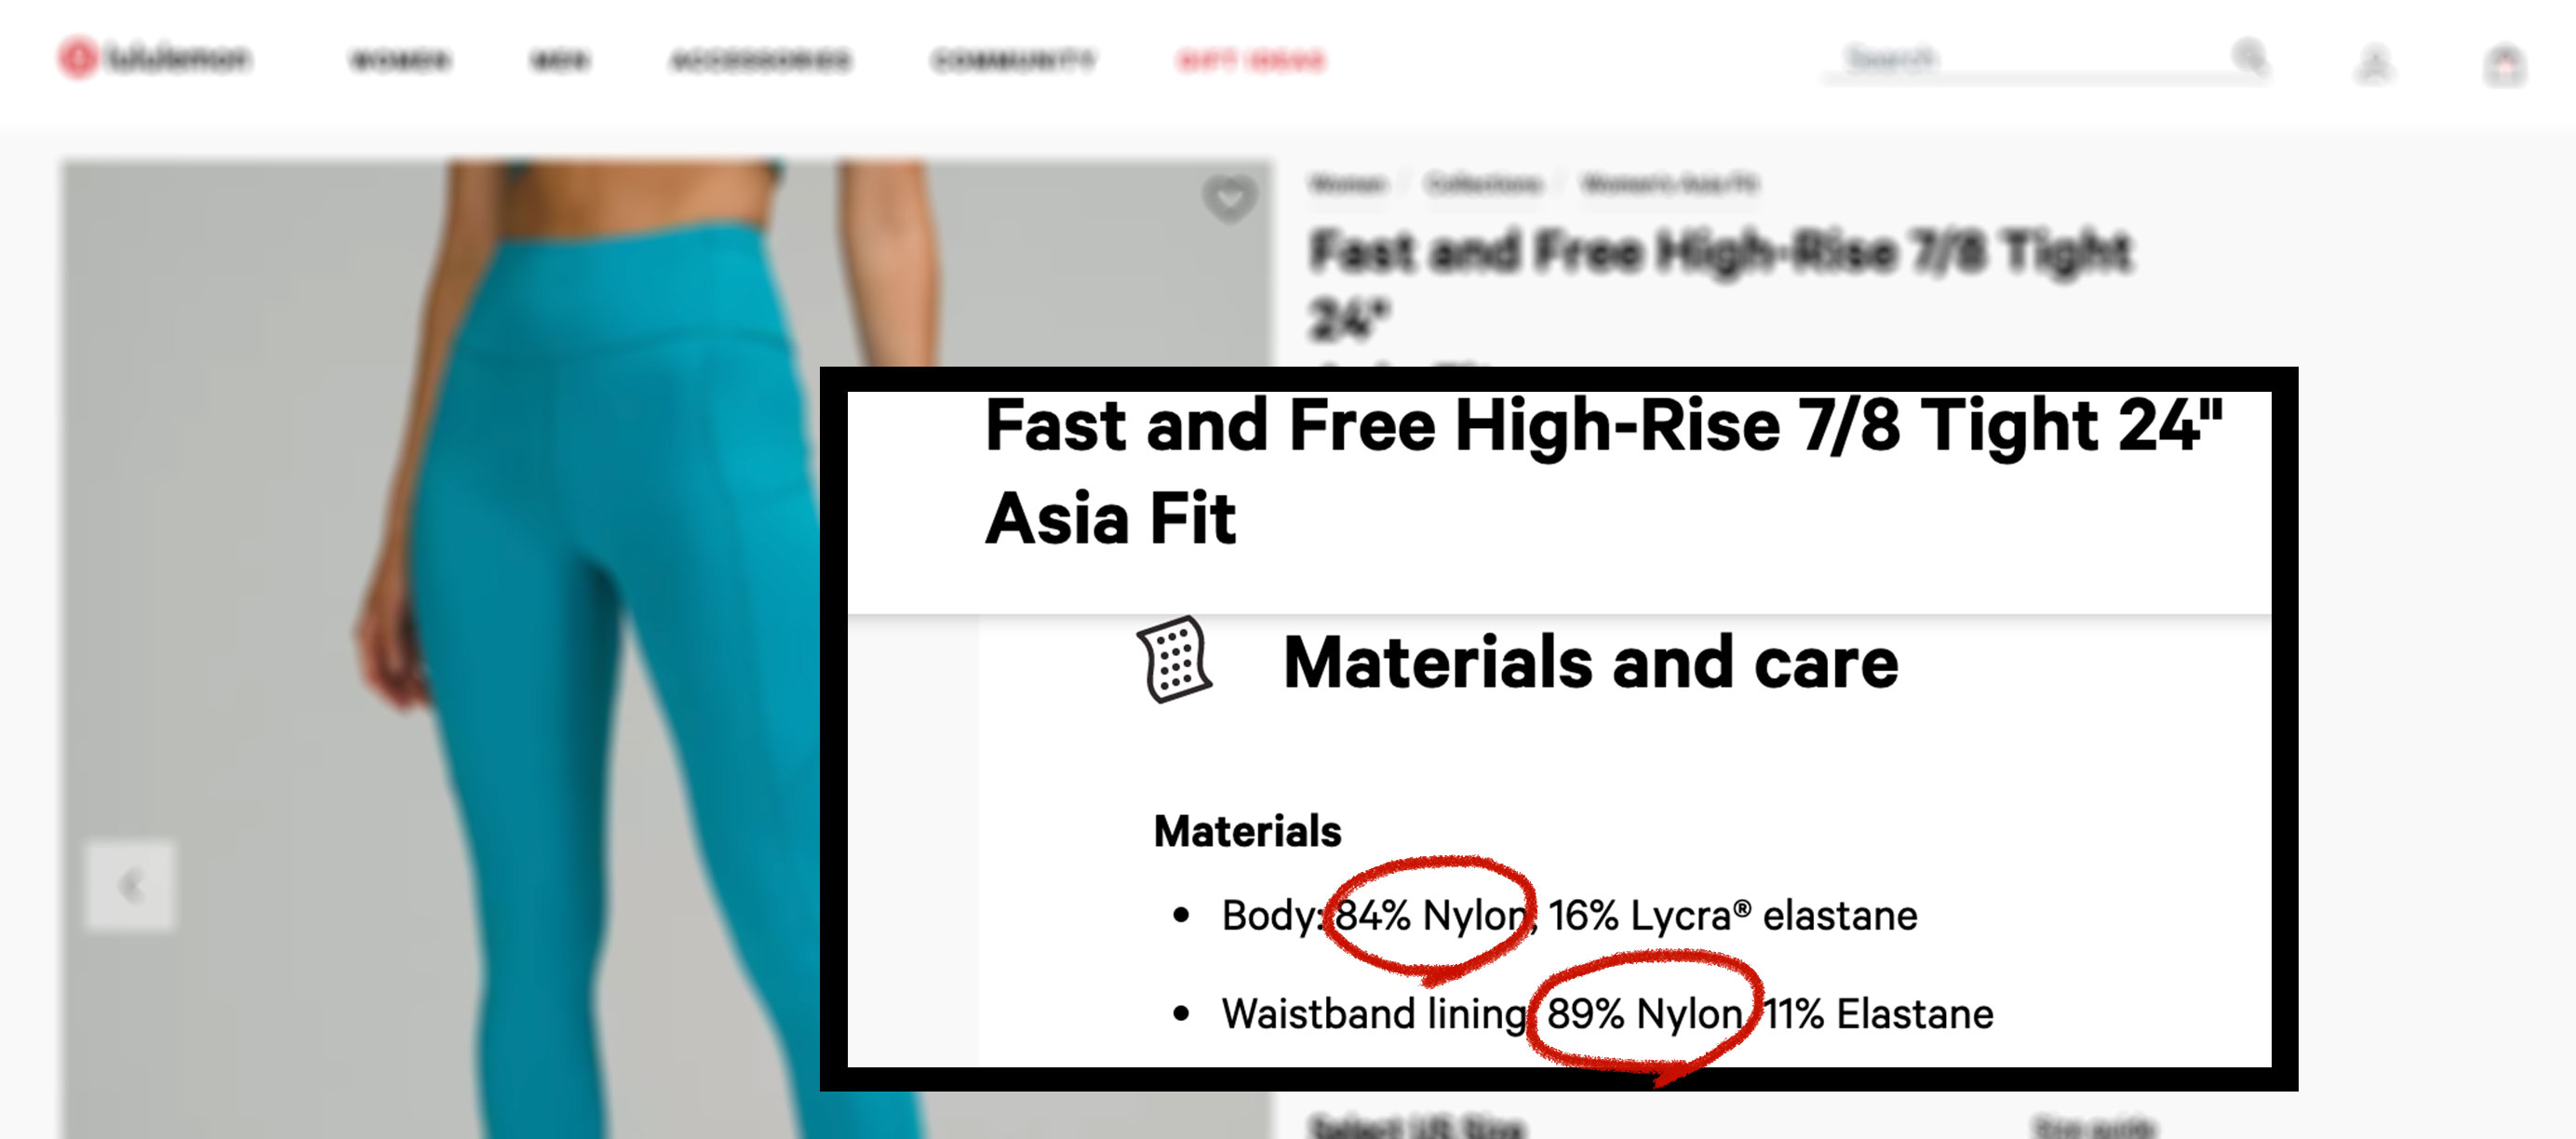 lululemon
WOMEN MEN ACCESSORIES COMMUNITY GIFT IDEAS Search
Women / Collections / Women's Asia Fit
Fast and Free High-Rise 7/8 Tight
24"
Fast and Free High-Rise 7/8 Tight 24"
Asia Fit
Materials and care
Materials
• Body: 84% Nylon, 16% Lycra® elastane
• Waistband lining: 89% Nylon, 11% Elastane
Select US Size
Size guide